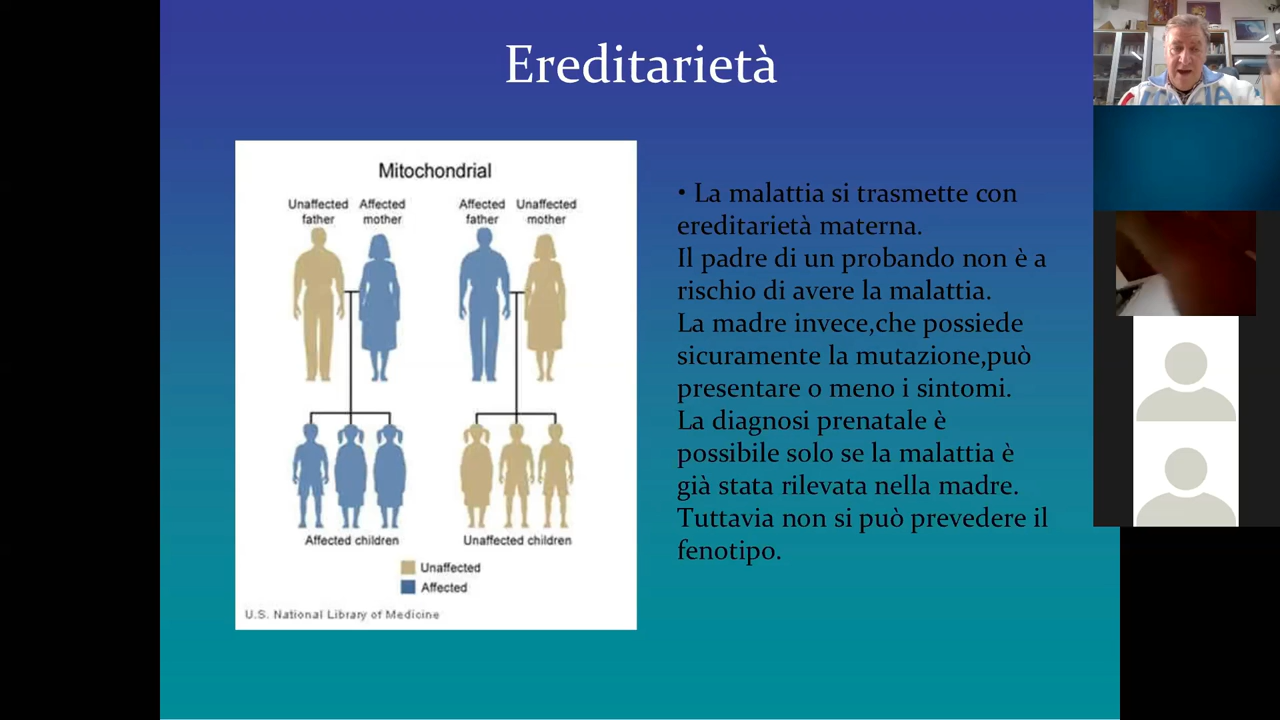 Ereditarietà
Mitochondrial
Unaffected father
Affected mother
Affected father
Unaffected mother
Affected children
Unaffected children
Unaffected
Affected
U.S. National Library of Medicine
• La malattia si trasmette con
ereditarietà materna.
Il padre di un probando non è a
rischio di avere la malattia.
La madre invece,che possiede
sicuramente la mutazione,può
presentare o meno i sintomi.
La diagnosi prenatale è
possibile solo se la malattia è
già stata rilevata nella madre.
Tuttavia non si può prevedere il
fenotipo.